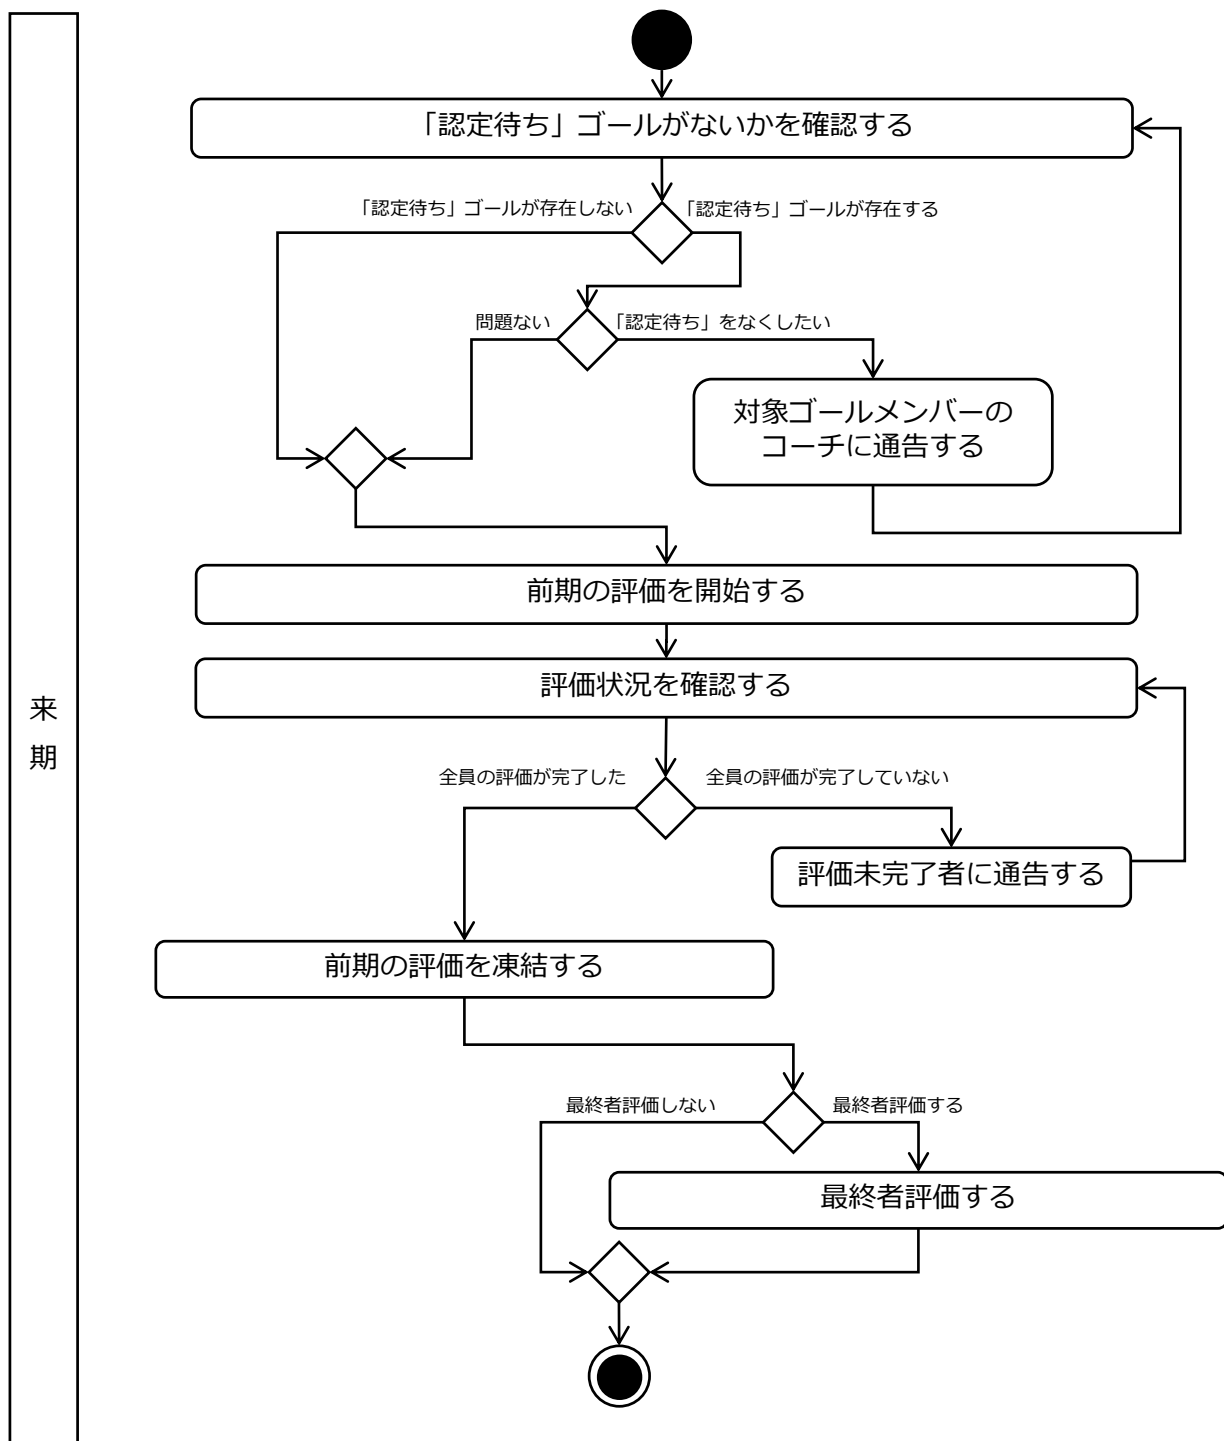 「認定待ち」ゴールがないかを確認する
「認定待ち」ゴールが存在しない
「認定待ち」ゴールが存在する
問題ない
「認定待ち」をなくしたい
対象ゴールメンバーの
コーチに通告する
前期の評価を開始する
評価状況を確認する
来
期
全員の評価が完了した
全員の評価が完了していない
評価未完了者に通告する
前期の評価を凍結する
最終者評価しない
最終者評価する
最終者評価する